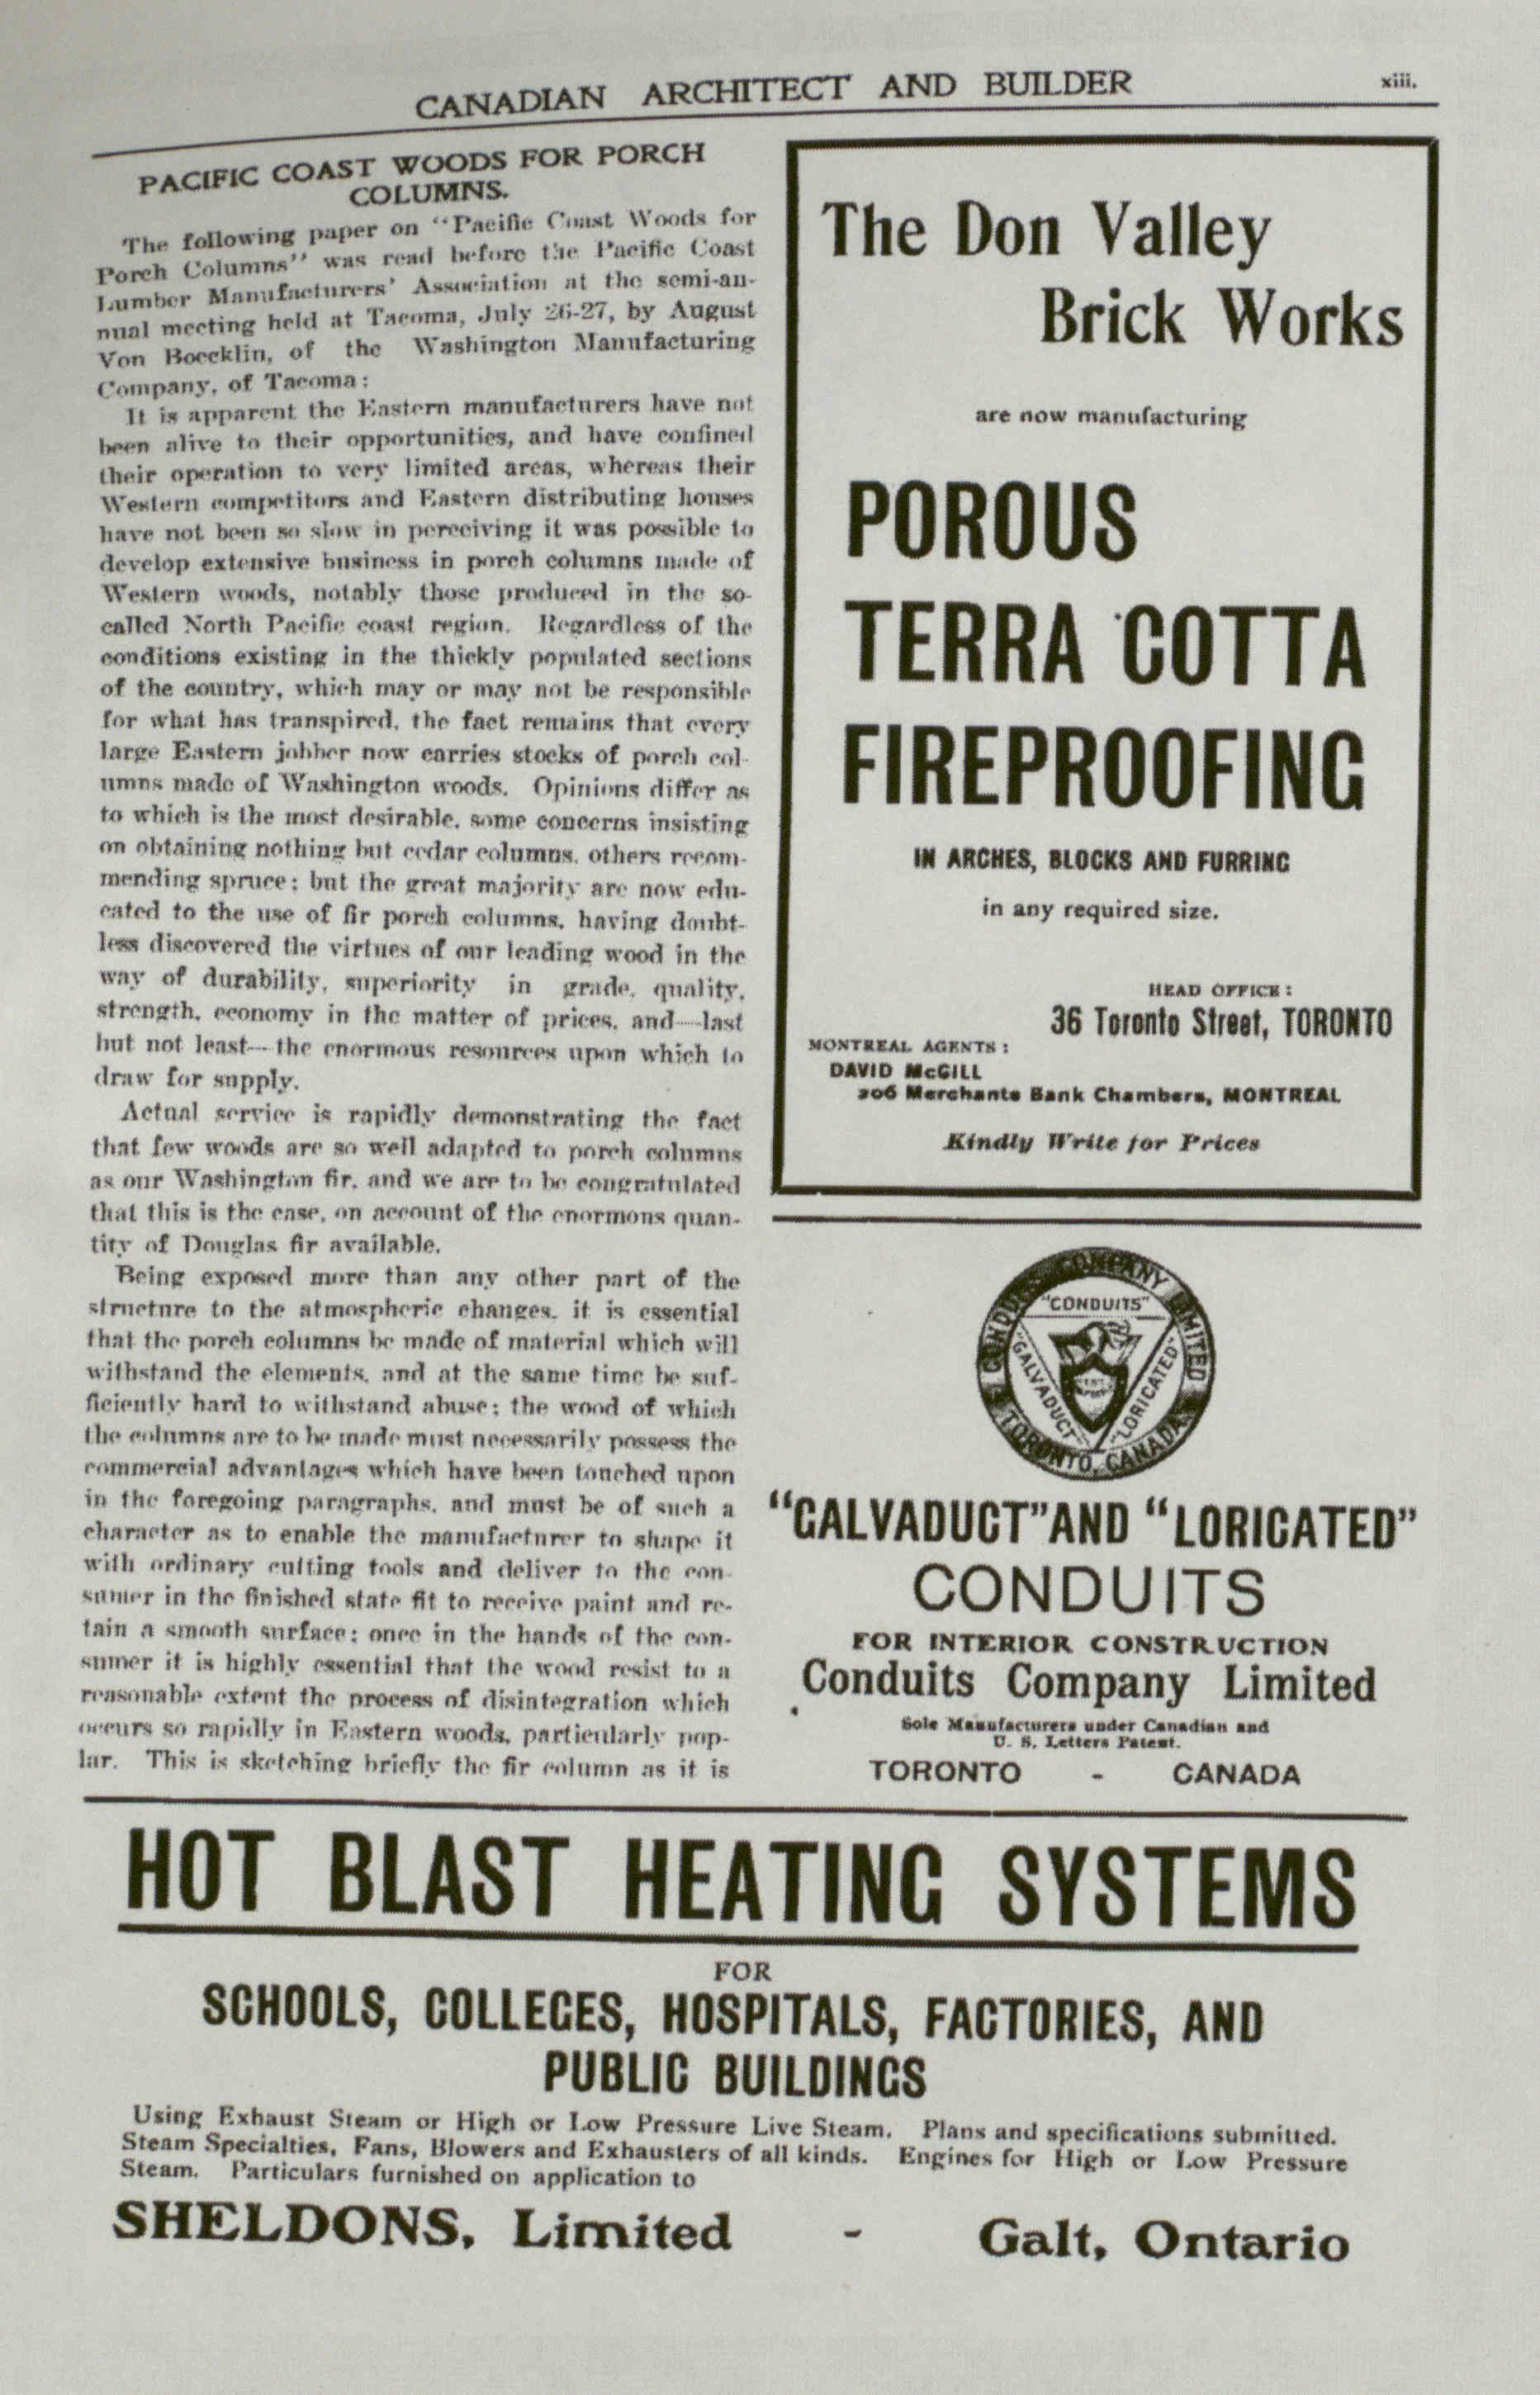 CANADIAN ARCHITECT AND BUILDER
xiii.
PACIFIC COAST WOODS FOR PORCH
COLUMNS.
The following paper on "Pacific Coast Woods for
Porch Columns" was read before the Pacific Coast
Lumber Manufacturers' Association at the semi-an-
nual meeting held at Tacoma, July 26-27, by August
Von Boecklin, of the Washington Manufacturing
Company, of Tacoma:
It is apparent the Eastern manufacturers have not
been alive to their opportunities, and have confined
their operation to very limited areas, whereas their
Western competitors and Eastern distributing houses
have not been so slow in perceiving it was possible to
develop extensive business in porch columns made of
Western woods, notably those produced in the so-
called North Pacific coast region. Regardless of the
conditions existing in the thickly populated sections
of the country, which may or may not be responsible
for what has transpired, the fact remains that every
large Eastern jobber now carries stocks of porch col-
umns made of Washington woods. Opinions differ as
to which is the most desirable, some concerns insisting
on obtaining nothing but cedar columns, others recom-
mending spruce; but the great majority are now edu-
cated to the use of fir porch columns, having doubt-
less discovered the virtues of our leading wood in the
way of durability, superiority in grade, quality,
strength, economy in the matter of prices, and—last
but not least—the enormous resources upon which to
draw for supply.
Actual service is rapidly demonstrating the fact
that few woods are so well adapted to porch columns
as our Washington fir, and we are to be congratulated
that this is the case, on account of the enormous quan-
tity of Douglas fir available.
Being exposed more than any other part of the
structure to the atmospheric changes, it is essential
that the porch columns be made of material which will
withstand the elements, and at the same time be suf-
ficiently hard to withstand abuse; the wood of which
the columns are to be made must necessarily possess the
commercial advantages which have been touched upon
in the foregoing paragraphs, and must be of such a
character as to enable the manufacturer to shape it
with ordinary cutting tools and deliver to the con-
sumer in the finished state fit to receive paint and re-
tain a smooth surface; once in the hands of the con-
sumer it is highly essential that the wood resist to a
reasonable extent the process of disintegration which
occurs so rapidly in Eastern woods, particularly pop-
lar. This is sketching briefly the fir column as it is
The Don Valley
Brick Works
are now manufacturing
POROUS
TERRA COTTA
FIREPROOFING
IN ARCHES, BLOCKS AND FURRING
in any required size.
HEAD OFFICE:
36 Toronto Street, TORONTO
MONTREAL AGENTS:
DAVID McGILL
206 Merchants Bank Chambers, MONTREAL
Kindly Write for Prices
CONDUITS COMPANY LIMITED
TORONTO, CANADA
"CONDUITS"
"GALVADUCT"
"LORICATED"
"GALVADUCT" AND "LORICATED"
CONDUITS
FOR INTERIOR CONSTRUCTION
Conduits Company Limited
Sole Manufacturers under Canadian and
U. S. Letters Patent.
TORONTO - CANADA
HOT BLAST HEATING SYSTEMS
FOR
SCHOOLS, COLLEGES, HOSPITALS, FACTORIES, AND
PUBLIC BUILDINGS
Using Exhaust Steam or High or Low Pressure Live Steam. Plans and specifications submitted.
Steam Specialties, Fans, Blowers and Exhausters of all kinds. Engines for High or Low Pressure
Steam. Particulars furnished on application to
SHELDONS, Limited - Galt, Ontario